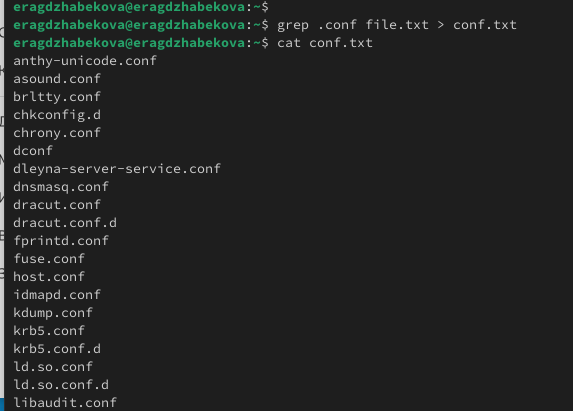 eragdzhabekova@eragdzhabekova:~$
eragdzhabekova@eragdzhabekova:~$ grep .conf file.txt > conf.txt
eragdzhabekova@eragdzhabekova:~$ cat conf.txt
anthy-unicode.conf
asound.conf
brltty.conf
chkconfig.d
chrony.conf
dconf
dleyna-server-service.conf
dnsmasq.conf
dracut.conf
dracut.conf.d
fprintd.conf
fuse.conf
host.conf
idmapd.conf
kdump.conf
krb5.conf
krb5.conf.d
ld.so.conf
ld.so.conf.d
libaudit.conf